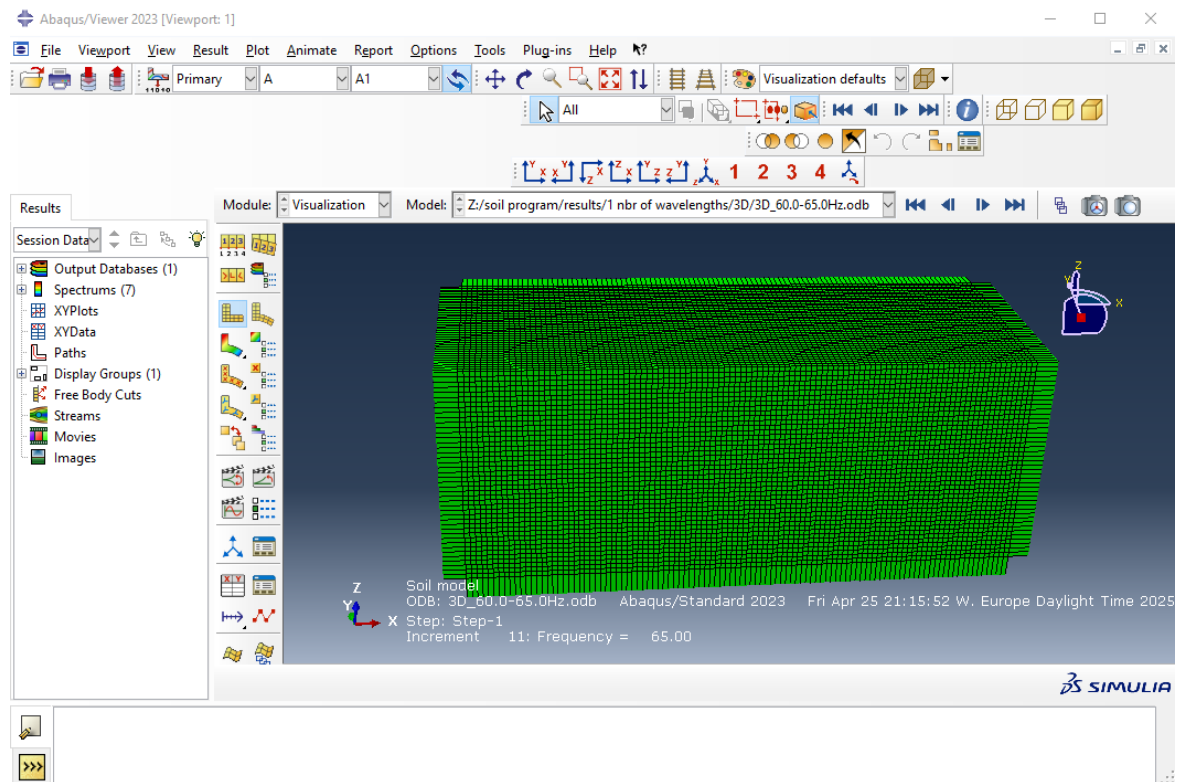 Abaqus/Viewer 2023 [Viewport: 1]
File Viewport View Result Plot Animate Report Options Tools Plug-ins Help
Primary A A1 Visualization defaults
All
1 2 3 4
Results
Module: Visualization Model: Z:/soil program/results/1 nbr of wavelengths/3D/3D_60.0-65.0Hz.odb
Session Data
Output Databases (1)
Spectrums (7)
XYPlots
XYData
Paths
Display Groups (1)
Free Body Cuts
Streams
Movies
Images
Z
Y
X
Z
Y
X
Soil model
ODB: 3D_60.0-65.0Hz.odb Abaqus/Standard 2023 Fri Apr 25 21:15:52 W. Europe Daylight Time 2025
Step: Step-1
Increment 11: Frequency = 65.00
SIMULIA
>>>